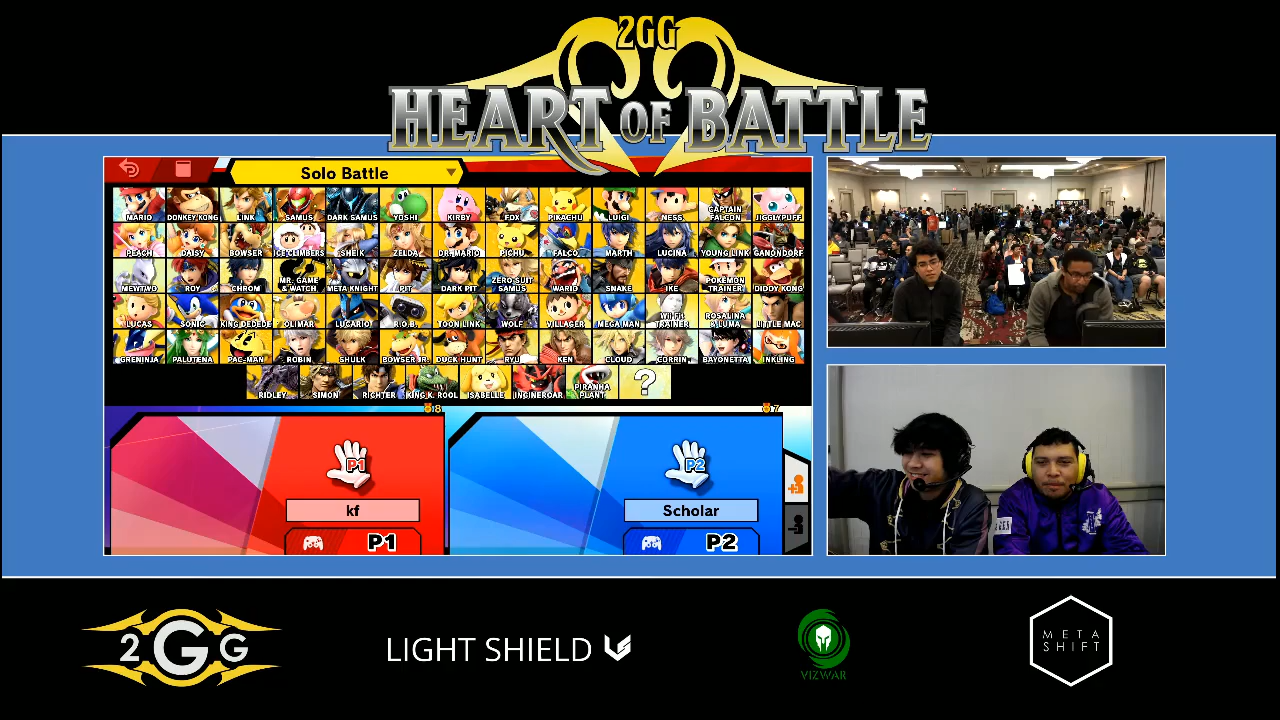 2GG
HEART OF BATTLE
Solo Battle
MARIO DONKEY KONG LINK SAMUS DARK SAMUS YOSHI KIRBY FOX PIKACHU LUIGI NESS CAPTAIN FALCON JIGGLYPUFF
PEACH DAISY BOWSER ICE CLIMBERS SHEIK ZELDA DR. MARIO PICHU FALCO MARTH LUCINA YOUNG LINK GANONDORF
MEWTWO ROY CHROM MR. GAME & WATCH META KNIGHT PIT DARK PIT ZERO SUIT SAMUS WARIO SNAKE IKE POKÉMON TRAINER DIDDY KONG
LUCAS SONIC KING DEDEDE OLIMAR LUCARIO R.O.B. TOON LINK WOLF VILLAGER MEGA MAN Wii Fit TRAINER ROSALINA & LUMA LITTLE MAC
GRENINJA PALUTENA PAC-MAN ROBIN SHULK BOWSER JR. DUCK HUNT RYU KEN CLOUD CORRIN BAYONETTA INKLING
RIDLEY SIMON RICHTER KING K. ROOL ISABELLE INCINEROAR PIRANHA PLANT ?
8 7
P1 P2
kf Scholar
P1 P2
2GG
LIGHT SHIELD
VIZWAR
META
SHIFT